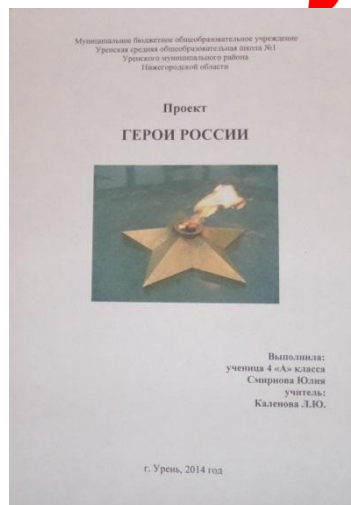 Муниципальное бюджетное общеобразовательное учреждение
Уренская средняя общеобразовательная школа №1
Уренского муниципального района
Нижегородской области
Проект
ГЕРОИ РОССИИ
Выполнила:
ученица 4 «А» класса
Смирнова Юлия
учитель:
Каленова Л.Ю.
г. Урень, 2014 год